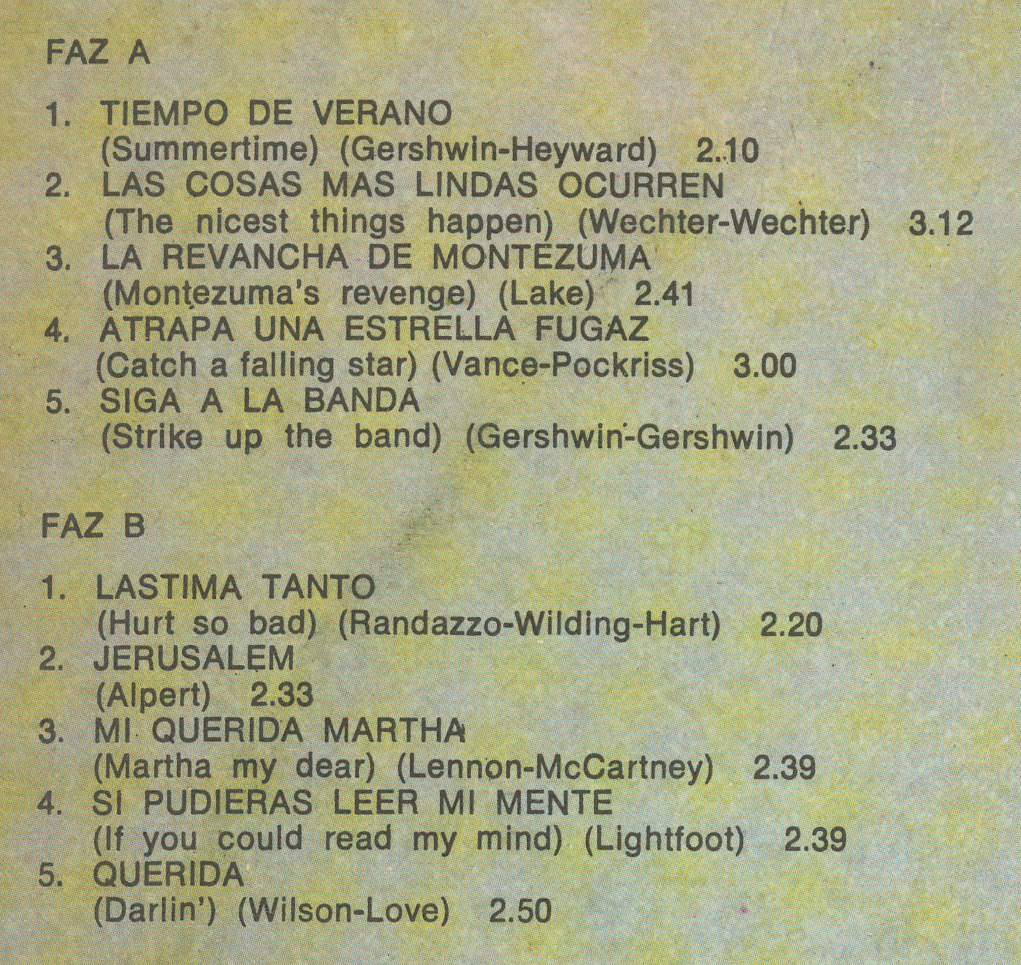 FAZ A
1. TIEMPO DE VERANO
(Summertime) (Gershwin-Heyward) 2.10
2. LAS COSAS MAS LINDAS OCURREN
(The nicest things happen) (Wechter-Wechter) 3.12
3. LA REVANCHA DE MONTEZUMA
(Montezuma's revenge) (Lake) 2.41
4. ATRAPA UNA ESTRELLA FUGAZ
(Catch a falling star) (Vance-Pockriss) 3.00
5. SIGA A LA BANDA
(Strike up the band) (Gershwin-Gershwin) 2.33
FAZ B
1. LASTIMA TANTO
(Hurt so bad) (Randazzo-Wilding-Hart) 2.20
2. JERUSALEM
(Alpert) 2.33
3. MI QUERIDA MARTHA
(Martha my dear) (Lennon-McCartney) 2.39
4. SI PUDIERAS LEER MI MENTE
(If you could read my mind) (Lightfoot) 2.39
5. QUERIDA
(Darlin') (Wilson-Love) 2.50